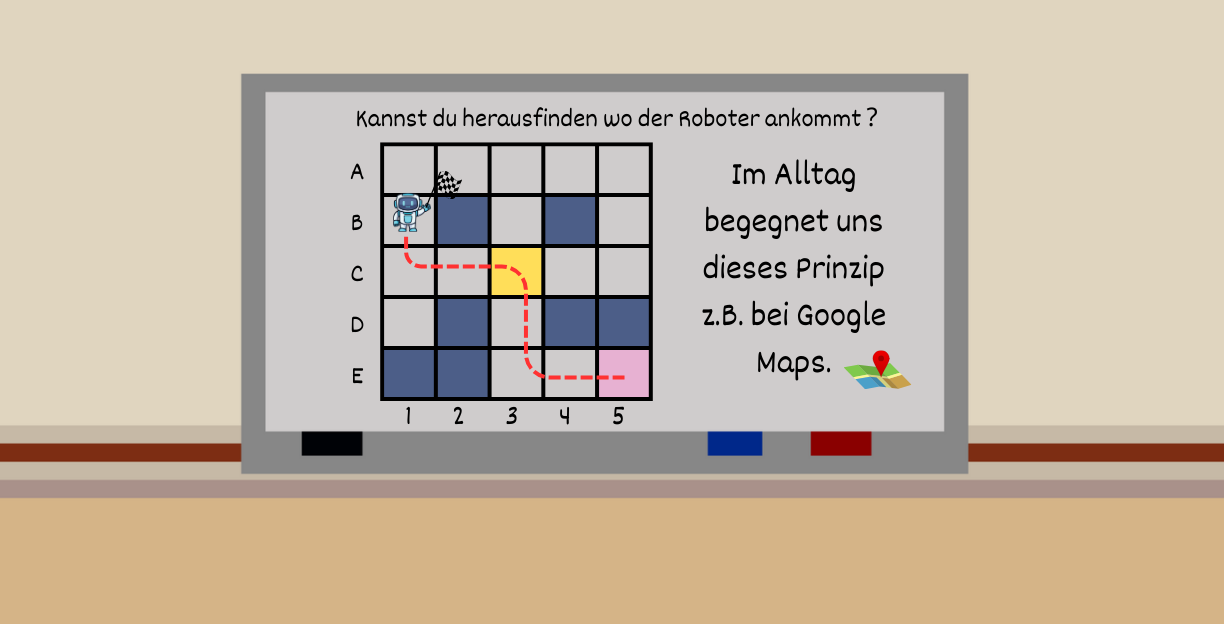 Kannst du herausfinden wo der Roboter ankommt ?
A
B
C
D
E
1 2 3 4 5
Im Alltag
begegnet uns
dieses Prinzip
z.B. bei Google
Maps.